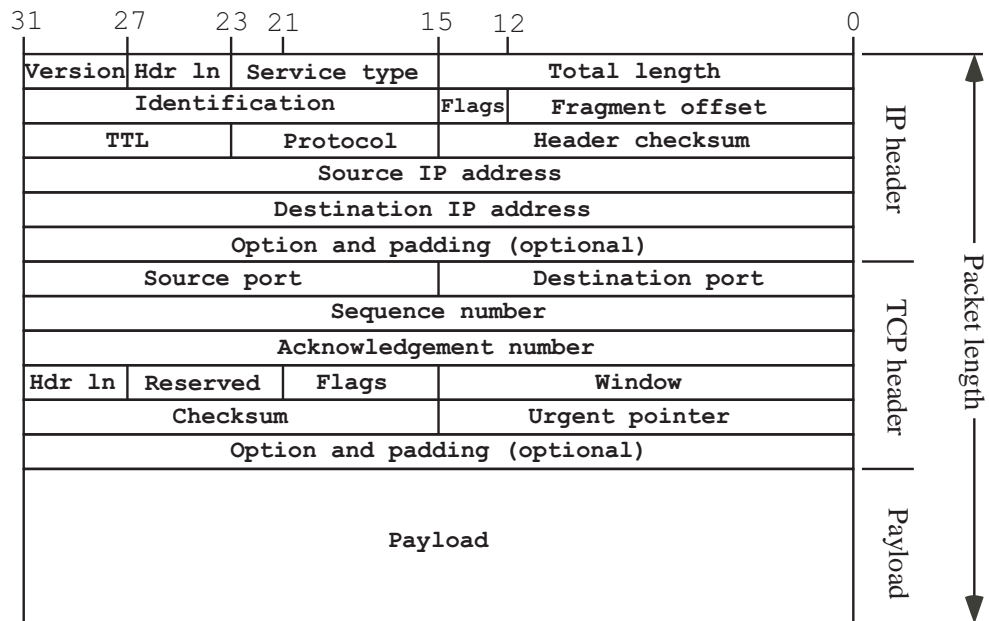 31 27 23 21 15 12 0
Version Hdr ln Service type Total length
Identification Flags Fragment offset
TTL Protocol Header checksum
Source IP address
Destination IP address
Option and padding (optional)
Source port Destination port
Sequence number
Acknowledgement number
Hdr ln Reserved Flags Window
Checksum Urgent pointer
Option and padding (optional)
Payload
IP header
TCP header
Payload
Packet length